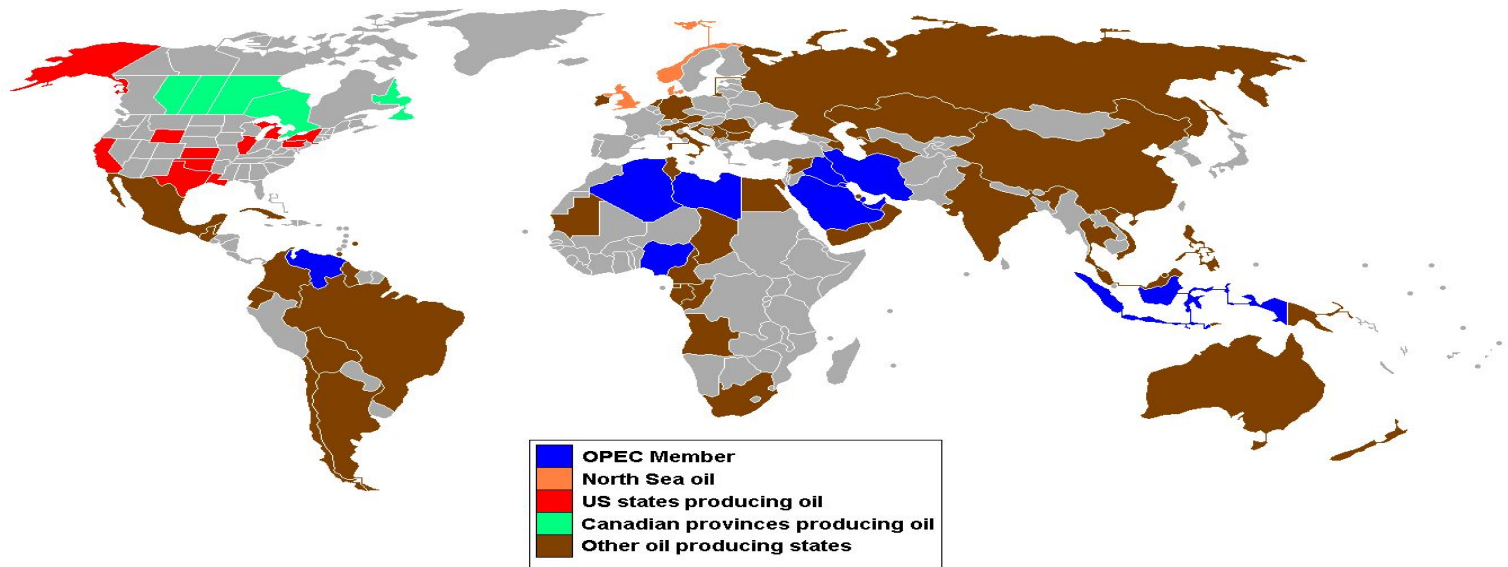 OPEC Member
North Sea oil
US states producing oil
Canadian provinces producing oil
Other oil producing states